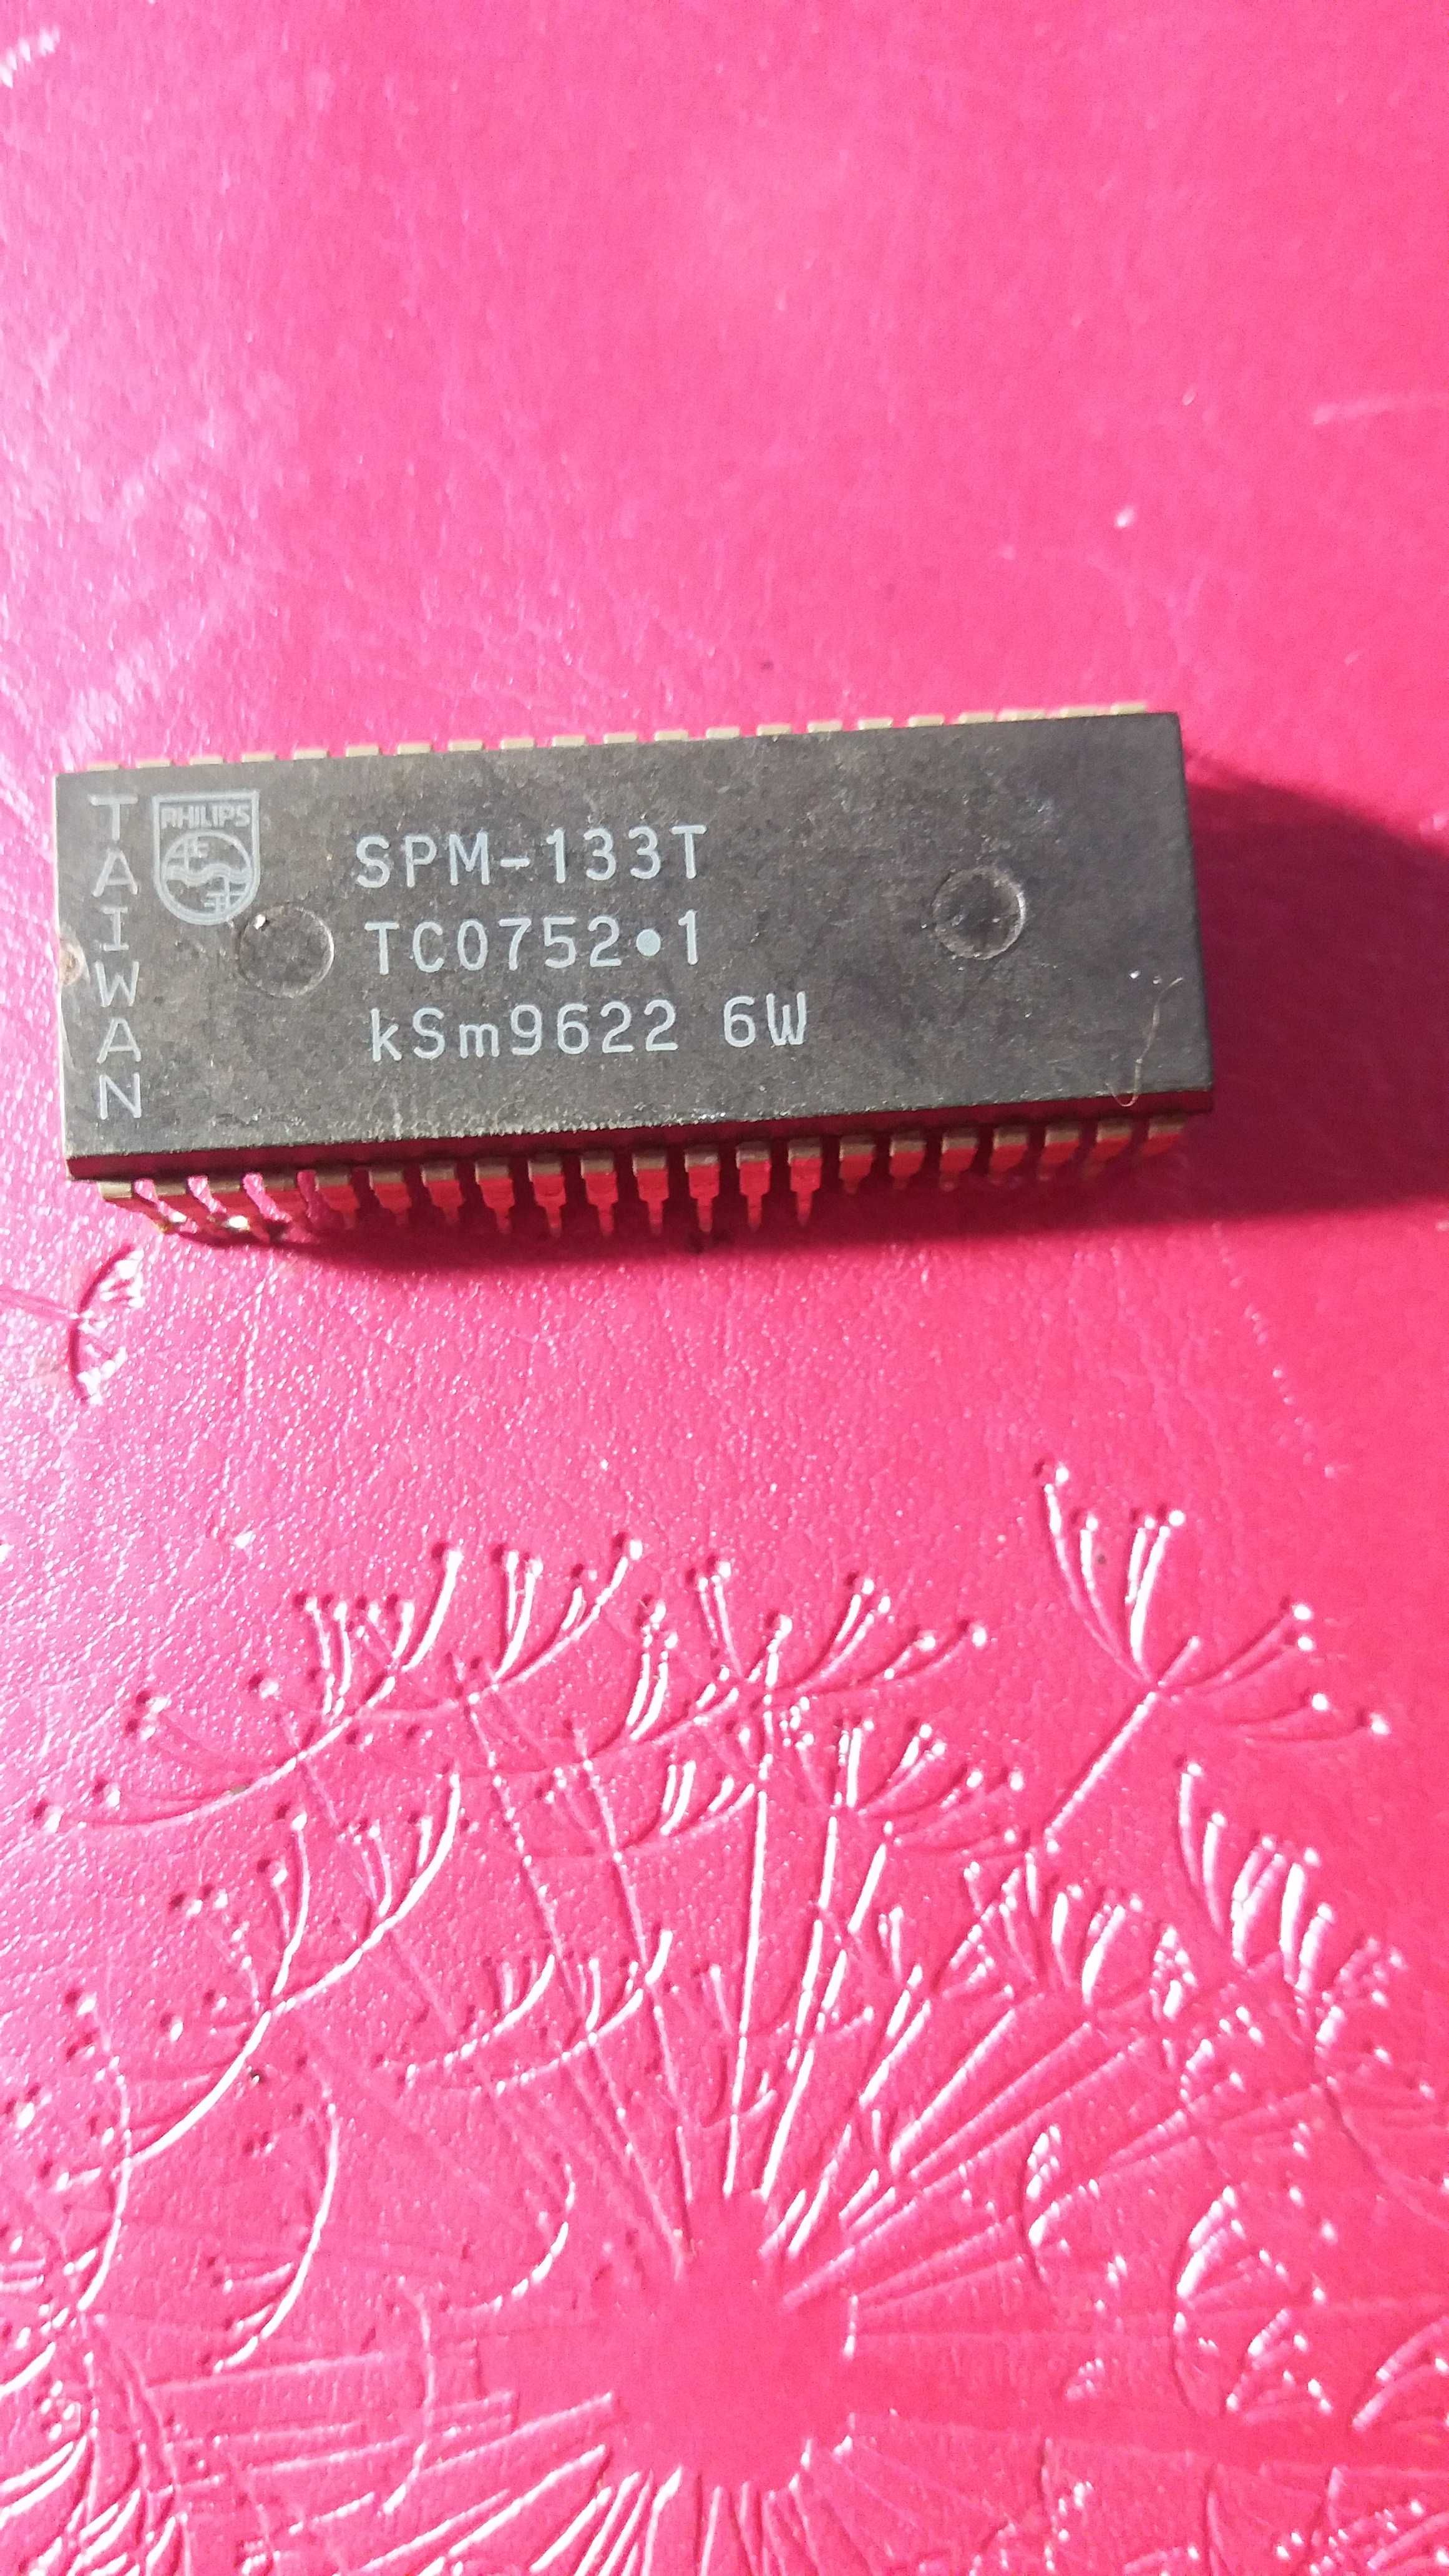 TAIWAN
PHILIPS
SPM-133T
TC0752•1
kSm9622 6W